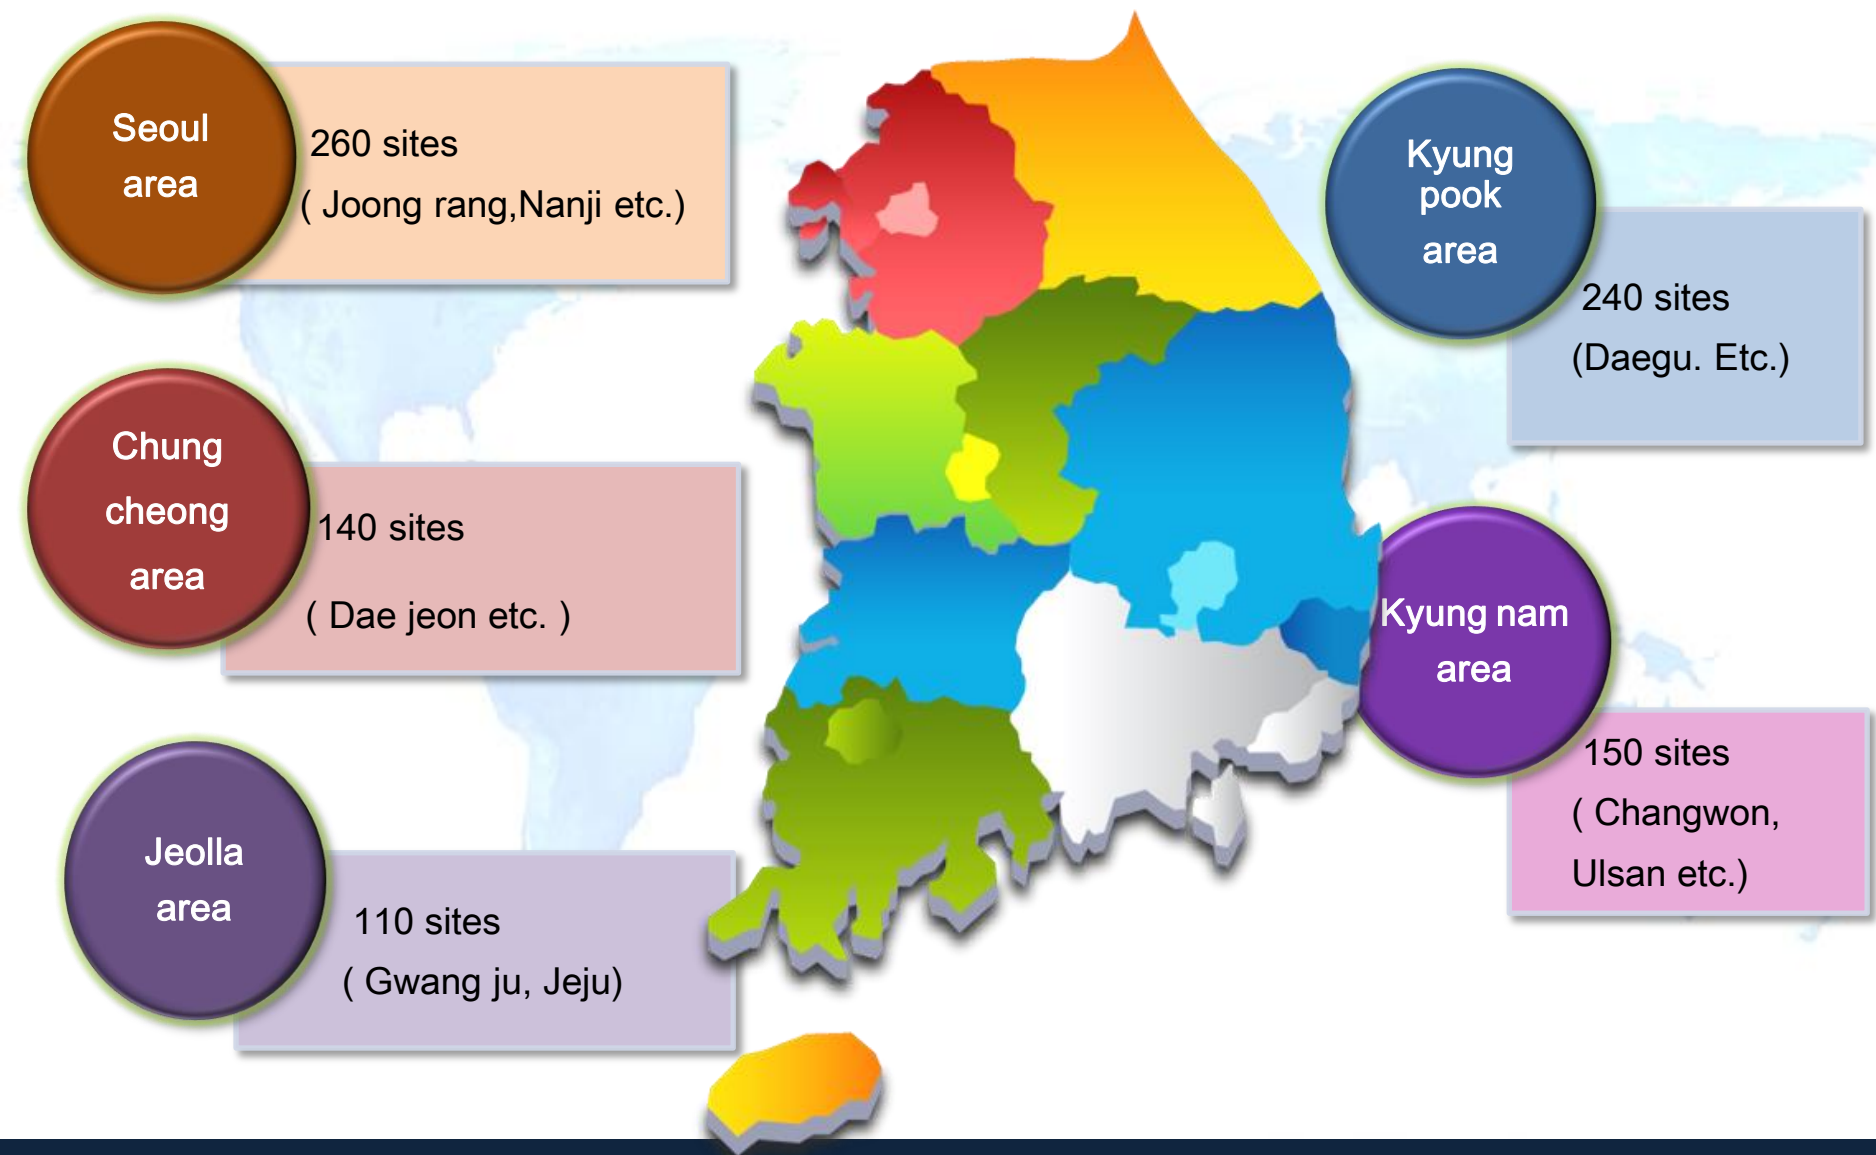 Seoul
area
260 sites
( Joong rang,Nanji etc.)
Chung
cheong
area
140 sites
( Dae jeon etc. )
Jeolla
area
110 sites
( Gwang ju, Jeju)
Kyung
pook
area
240 sites
(Daegu. Etc.)
Kyung nam
area
150 sites
( Changwon,
Ulsan etc.)